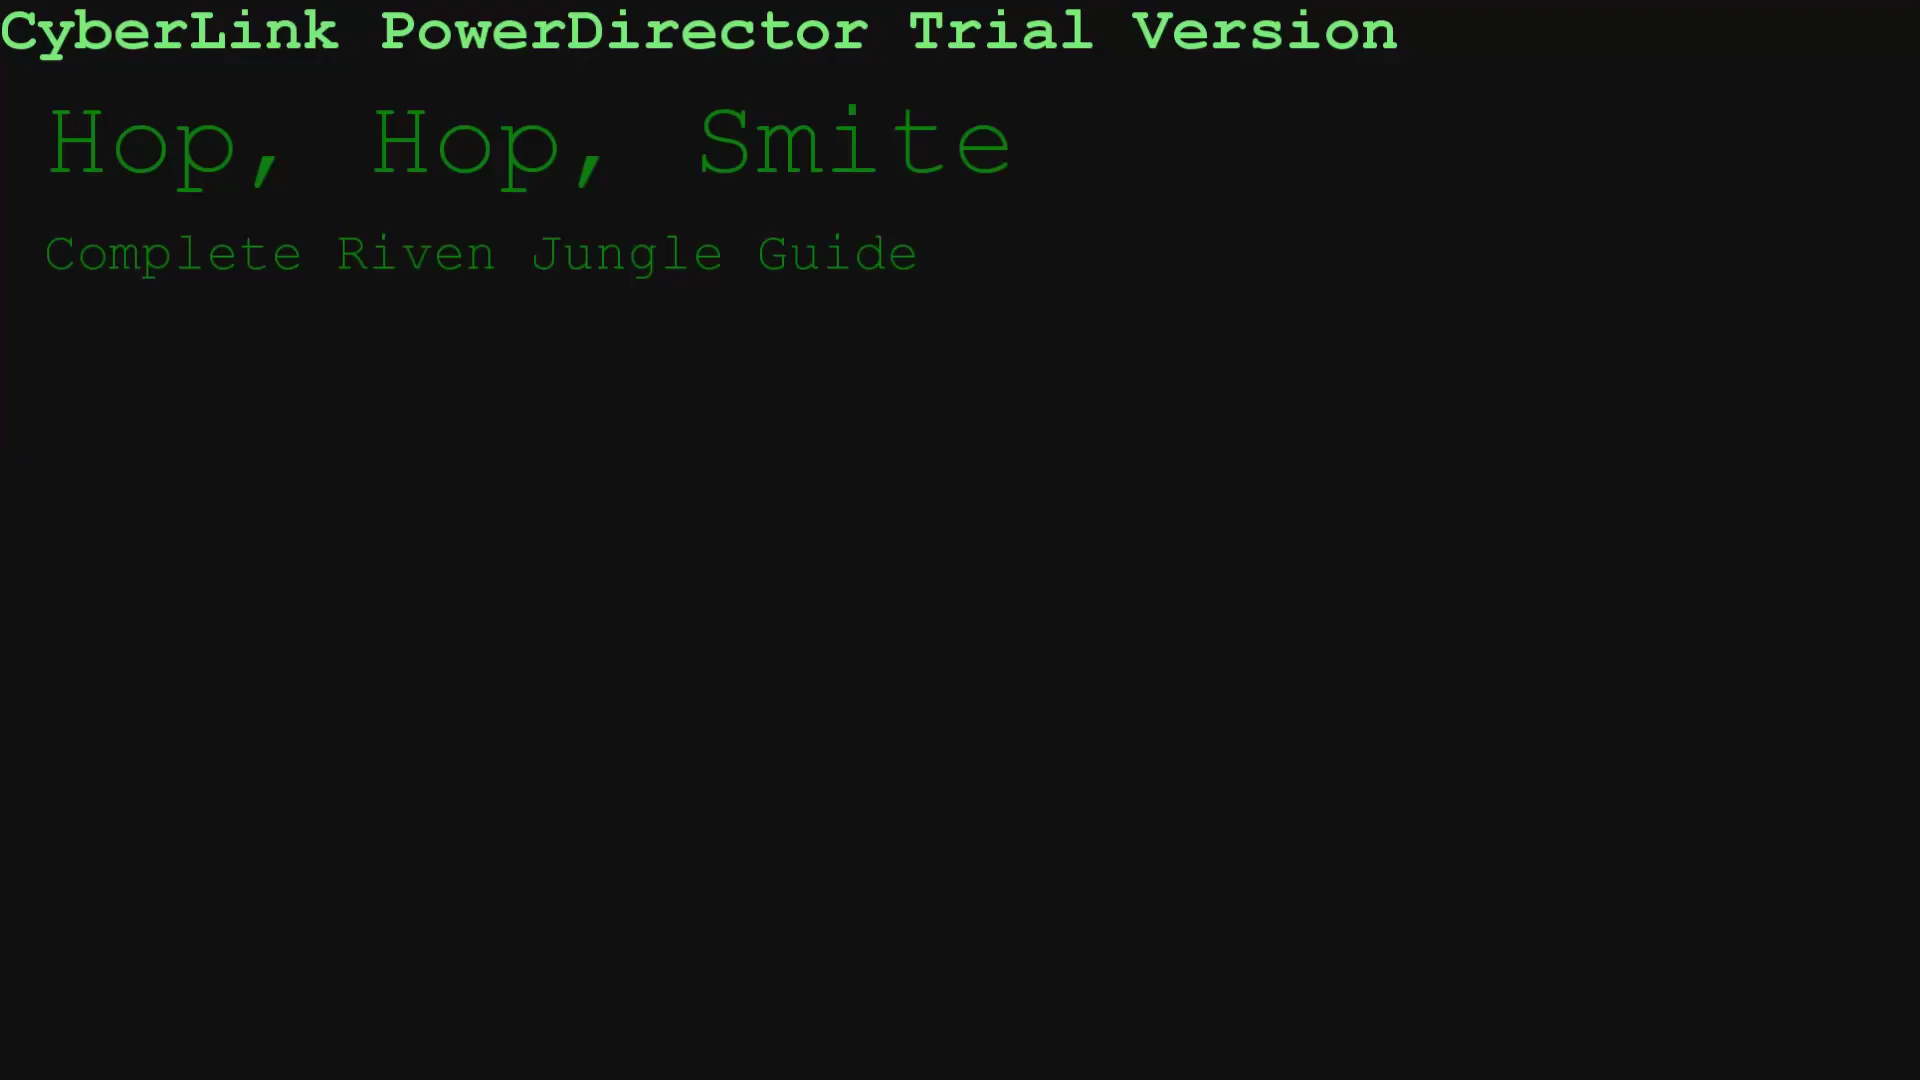 CyberLink PowerDirector Trial Version
Hop, Hop, Smite
Complete Riven Jungle Guide